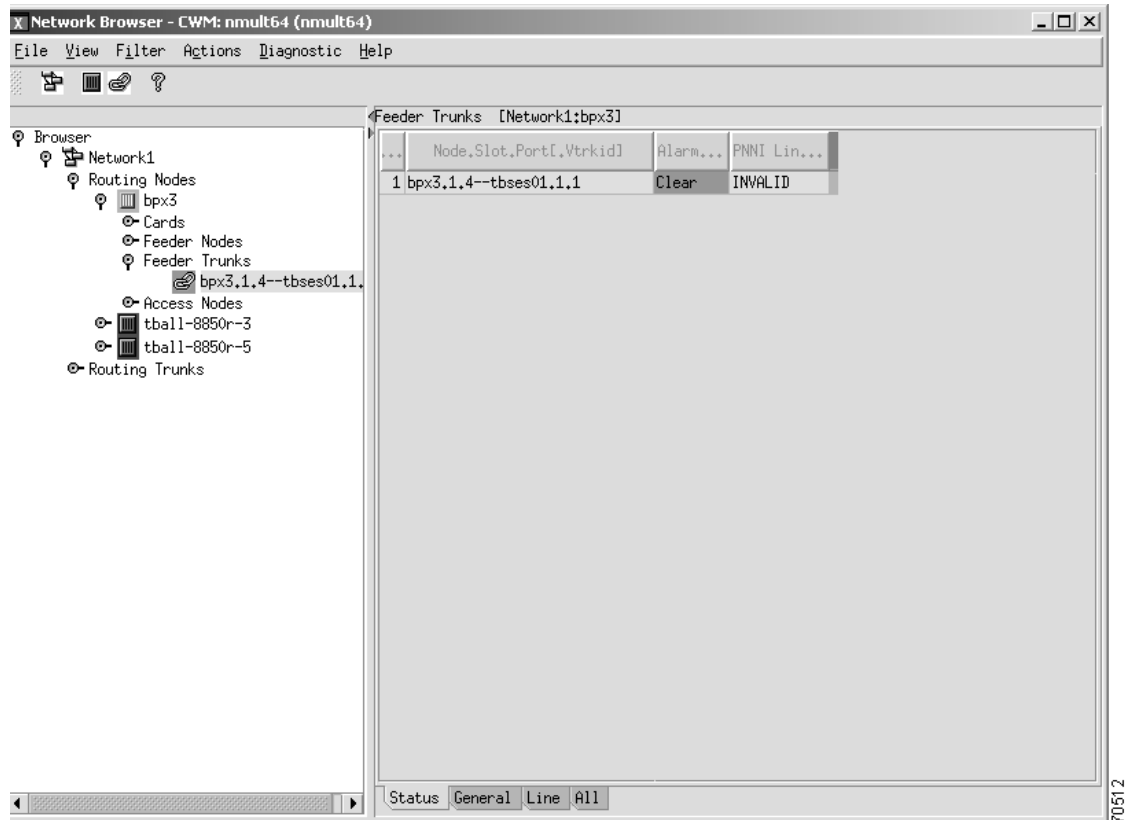 X Network Browser - CWM: nmult64 (nmult64)
File View Filter Actions Diagnostic Help
Feeder Trunks [Network1:bpx3]
Browser
Network1
Routing Nodes
bpx3
Cards
Feeder Nodes
Feeder Trunks
bpx3.1.4--tbses01.1.
Access Nodes
tball-8850r-3
tball-8850r-5
Routing Trunks
... Node.Slot.Port[.Vtrkid] Alarm... PNNI Lin...
1 bpx3.1.4--tbses01.1.1 Clear INVALID
Status General Line All
70512